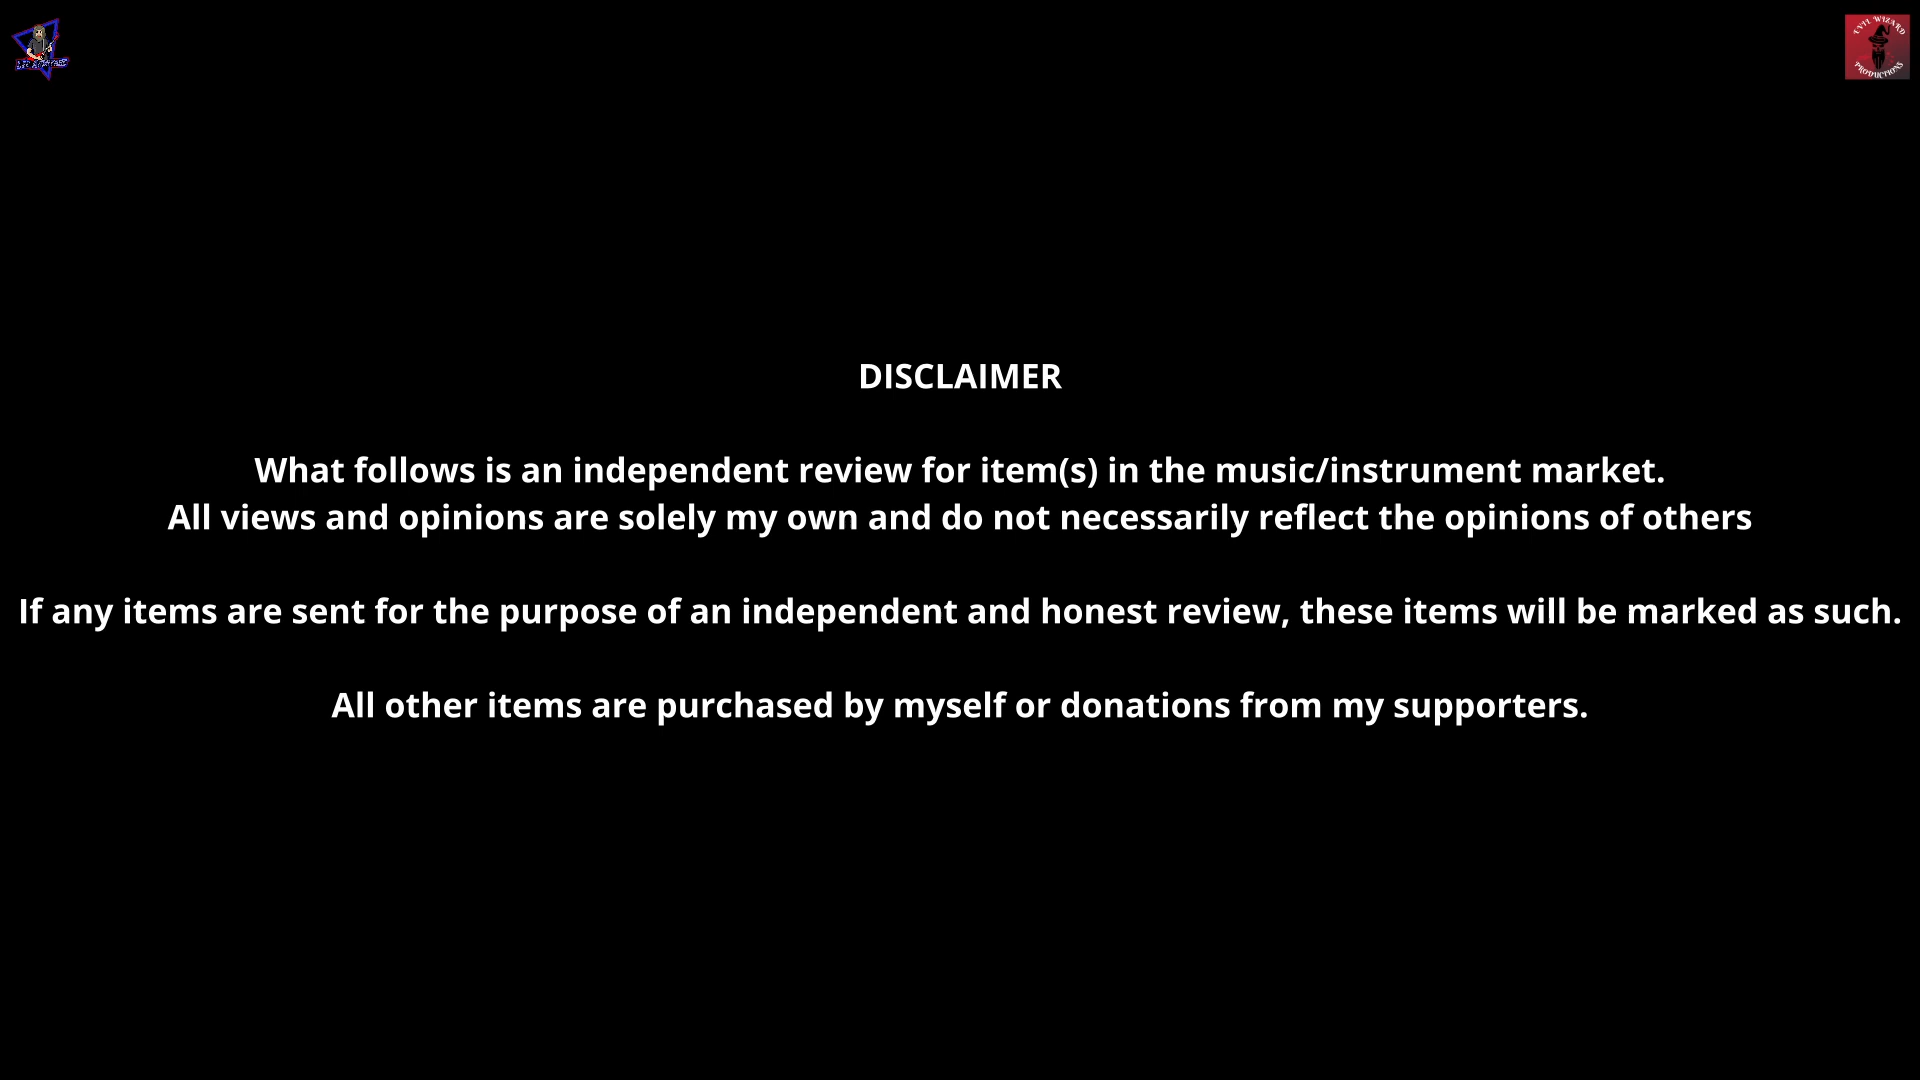 EVIL WIZARD
PRODUCTIONS
DISCLAIMER
What follows is an independent review for item(s) in the music/instrument market.
All views and opinions are solely my own and do not necessarily reflect the opinions of others
If any items are sent for the purpose of an independent and honest review, these items will be marked as such.
All other items are purchased by myself or donations from my supporters.